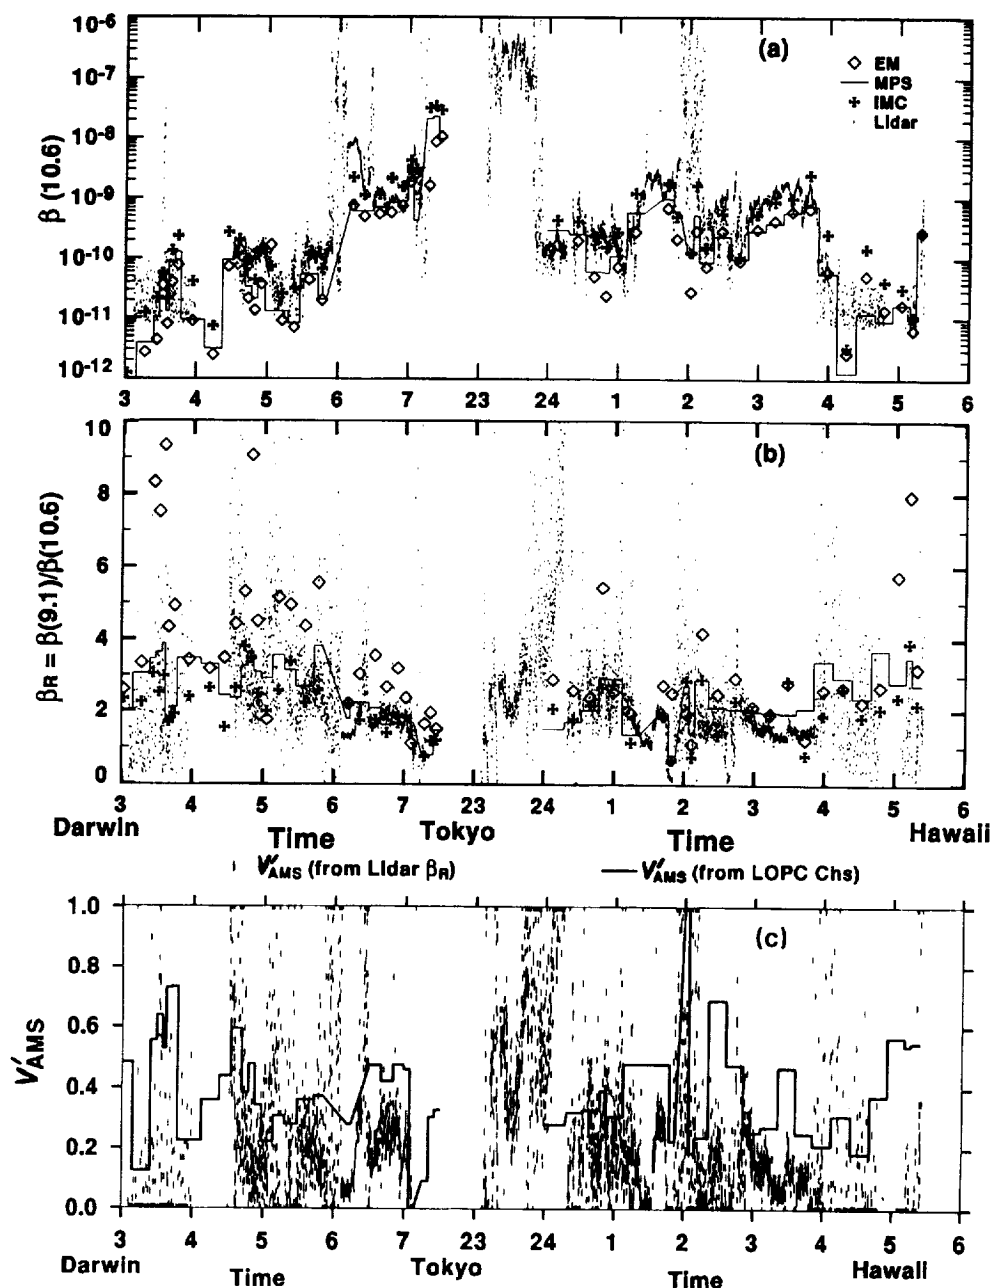 10-6
10-7
10-8
10-9
10-10
10-11
10-12
β (10.6)
(a)
EM
MPS
IMC
Lidar
3 4 5 6 7 23 24 1 2 3 4 5 6
10
8
6
4
2
0
βR = β(9.1)/β(10.6)
(b)
3 4 5 6 7 23 24 1 2 3 4 5 6
Darwin Time Tokyo Time Hawaii
V′AMS (from Lidar βR) V′AMS (from LOPC Chs)
1.0
0.8
0.6
0.4
0.2
0.0
V′AMS
(c)
3 4 5 6 7 23 24 1 2 3 4 5 6
Darwin Time Tokyo Time Hawaii